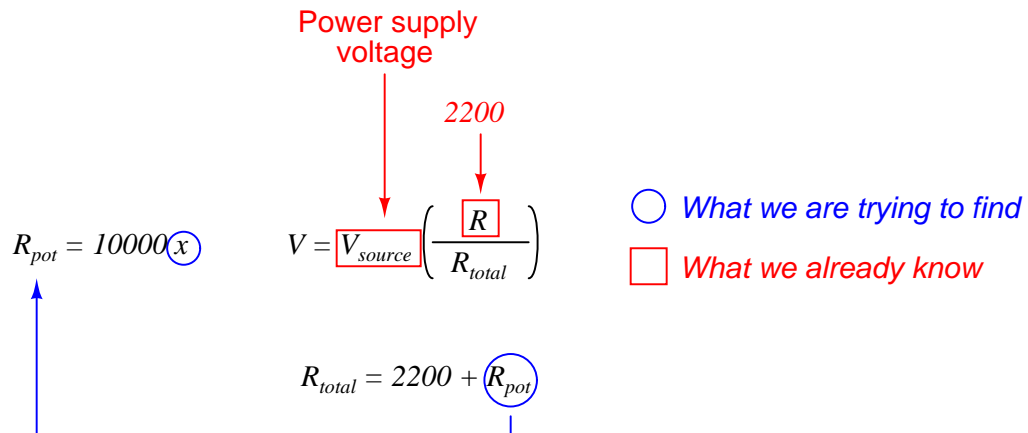 Power supply
voltage
2200
R_pot = 10000 x
V = V_source ( R / R_total )
What we are trying to find
What we already know
R_total = 2200 + R_pot